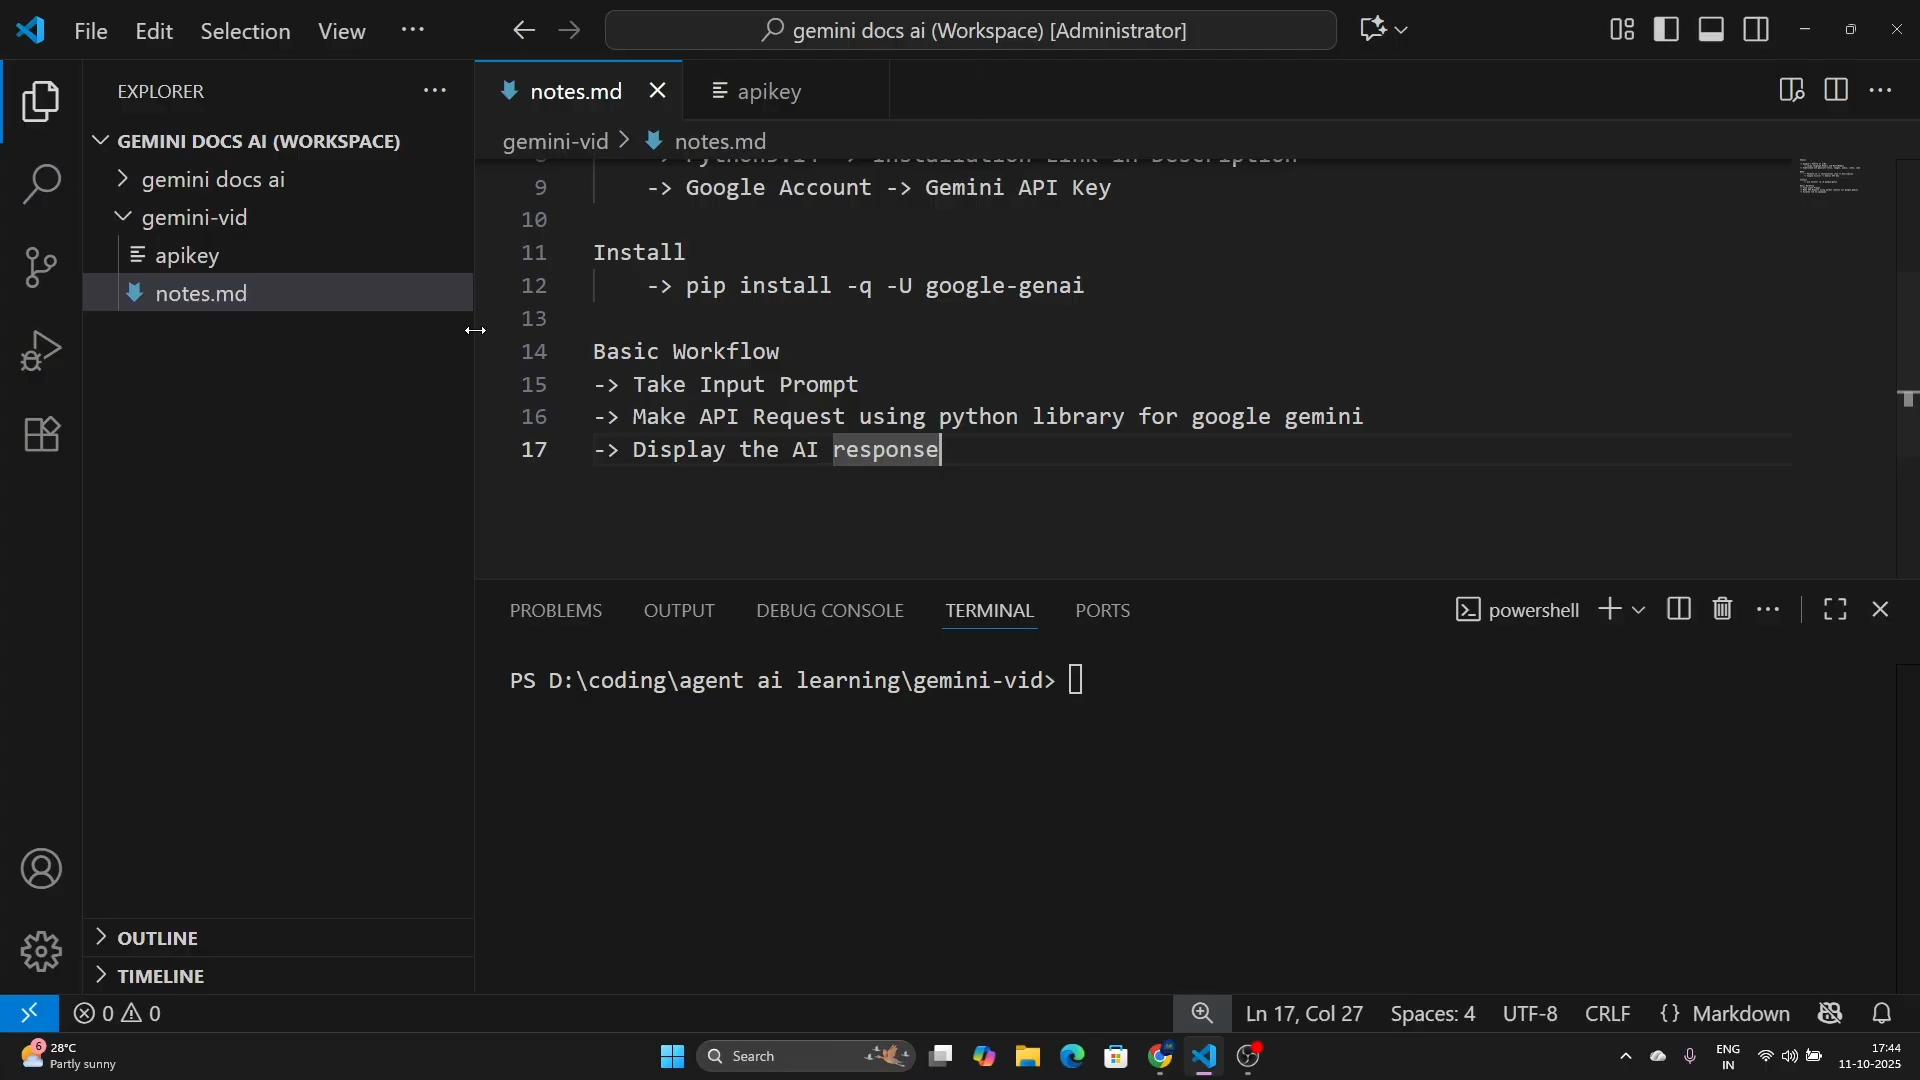 File Edit Selection View ··· gemini docs ai (Workspace) [Administrator]
EXPLORER ···
GEMINI DOCS AI (WORKSPACE)
gemini docs ai
gemini-vid
apikey
notes.md
OUTLINE
TIMELINE
notes.md apikey
gemini-vid > notes.md
9 -> Google Account -> Gemini API Key
10
11 Install
12 -> pip install -q -U google-genai
13
14 Basic Workflow
15 -> Take Input Prompt
16 -> Make API Request using python library for google gemini
17 -> Display the AI response
PROBLEMS OUTPUT DEBUG CONSOLE TERMINAL PORTS powershell
PS D:\coding\agent ai learning\gemini-vid>
0 0 Ln 17, Col 27 Spaces: 4 UTF-8 CRLF {} Markdown
6 28°C
Partly sunny
Search
ENG
IN
17:44
11-10-2025